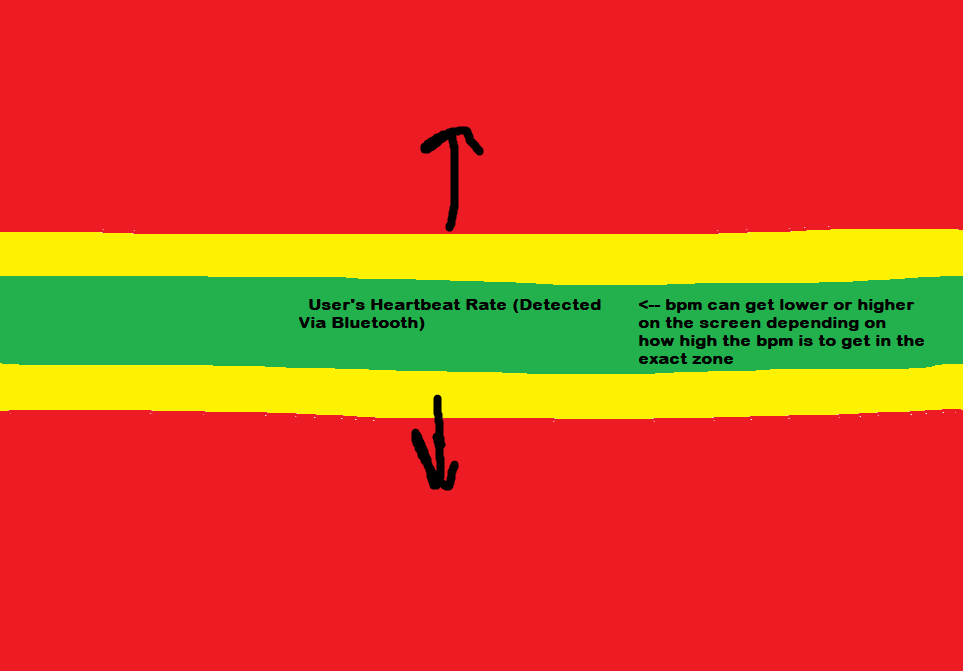 User's Heartbeat Rate (Detected
Via Bluetooth)
<-- bpm can get lower or higher
on the screen depending on
how high the bpm is to get in the
exact zone